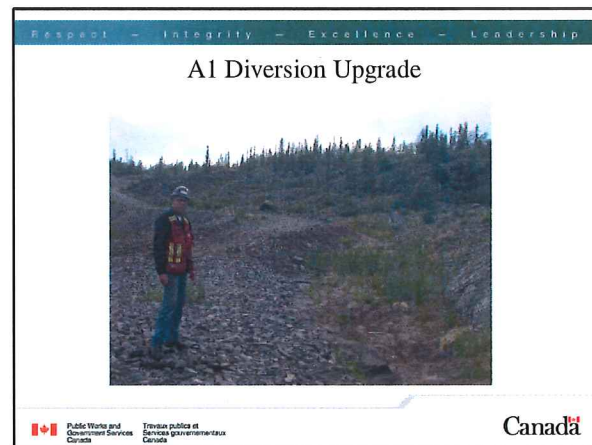 Respect – Integrity – Excellence – Leadership
A1 Diversion Upgrade
Public Works and Government Services Canada
Travaux publics et Services gouvernementaux Canada
Canada